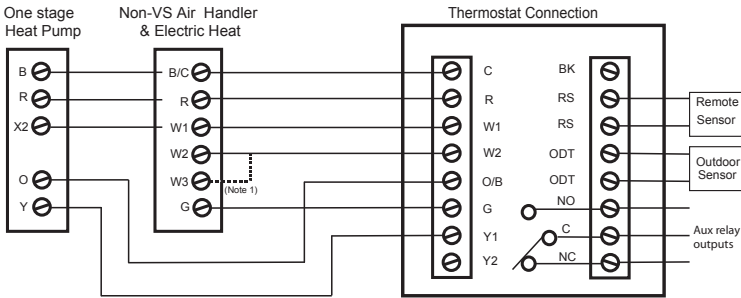 One stage
Heat Pump
Non-VS Air Handler
& Electric Heat
Thermostat Connection
B
R
X2
O
Y
B/C
R
W1
W2
W3
(Note 1)
G
C
R
W1
W2
O/B
G
Y1
Y2
BK
RS
RS
ODT
ODT
NO
C
NC
Remote
Sensor
Outdoor
Sensor
Aux relay
outputs